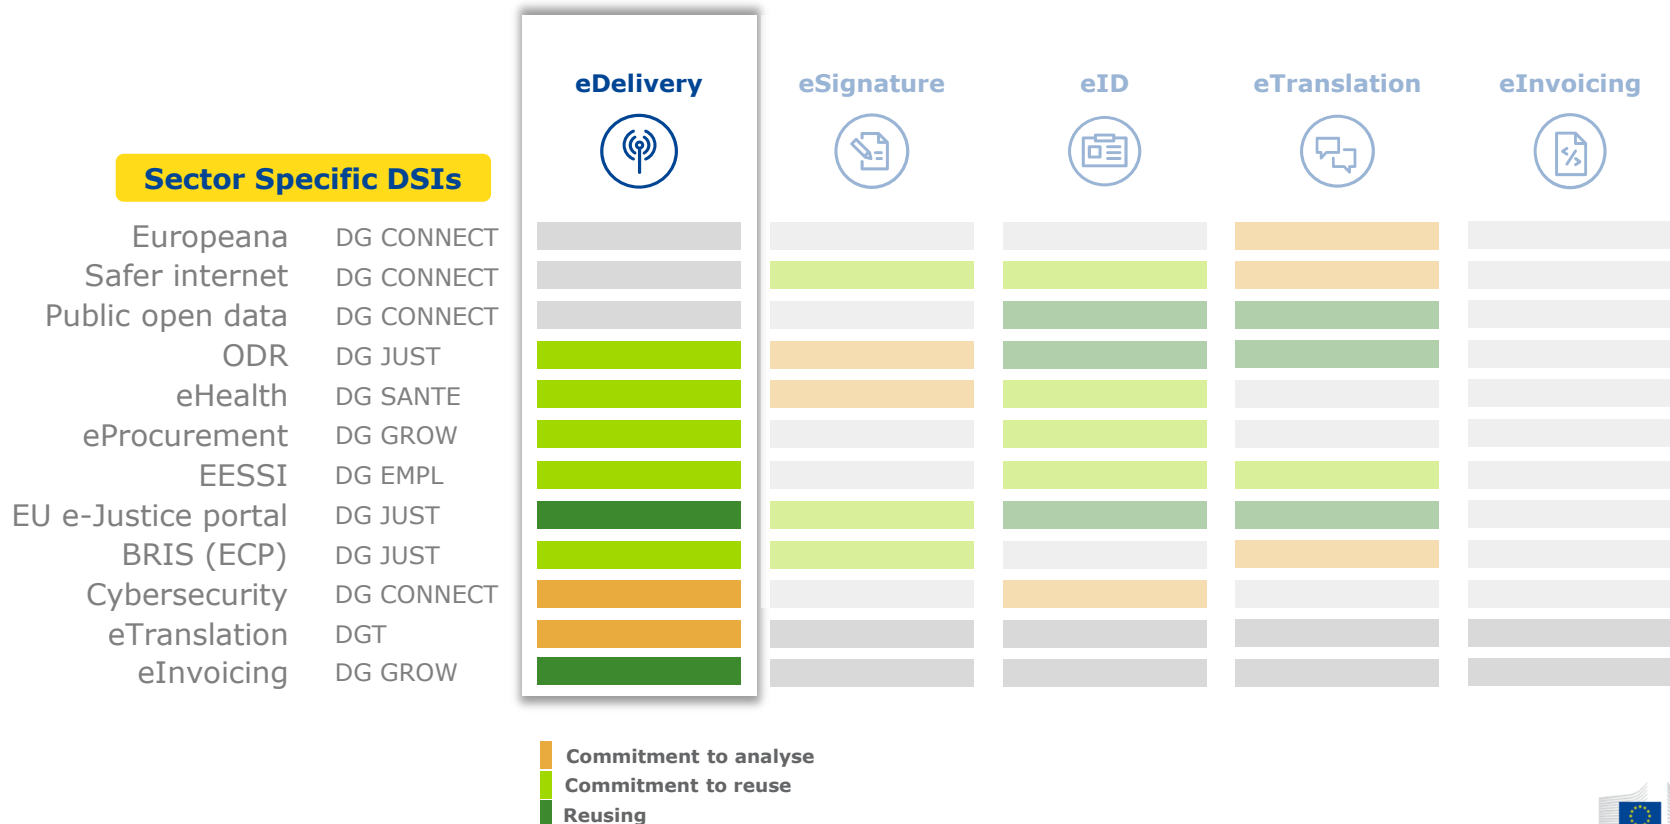 eDelivery eSignature eID eTranslation eInvoicing
Sector Specific DSIs
Europeana DG CONNECT
Safer internet DG CONNECT
Public open data DG CONNECT
ODR DG JUST
eHealth DG SANTE
eProcurement DG GROW
EESSI DG EMPL
EU e-Justice portal DG JUST
BRIS (ECP) DG JUST
Cybersecurity DG CONNECT
eTranslation DGT
eInvoicing DG GROW
Commitment to analyse
Commitment to reuse
Reusing